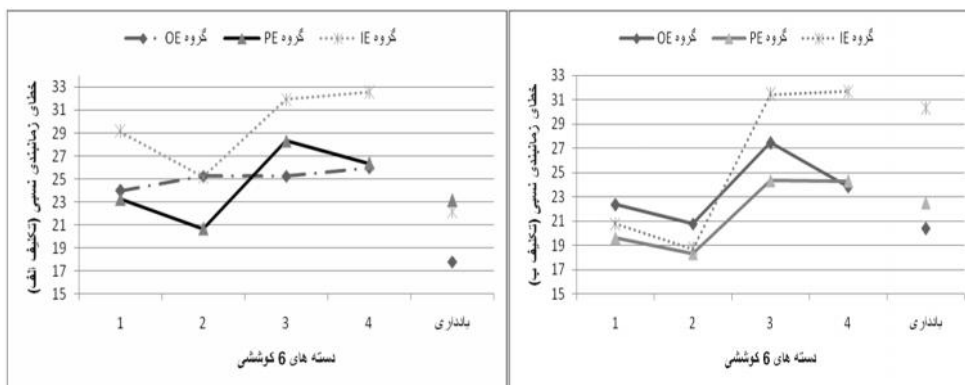 گروه OE گروه PE گروه IE
خطای زمانبندی نسبی (تکلیف الف)
33
31
29
27
25
23
21
19
17
15
1 2 3 4 یادداری
دسته های 6 کوششی
گروه OE گروه PE گروه IE
خطای زمانبندی نسبی (تکلیف ب)
33
31
29
27
25
23
21
19
17
15
1 2 3 4 یادداری
دسته های 6 کوششی